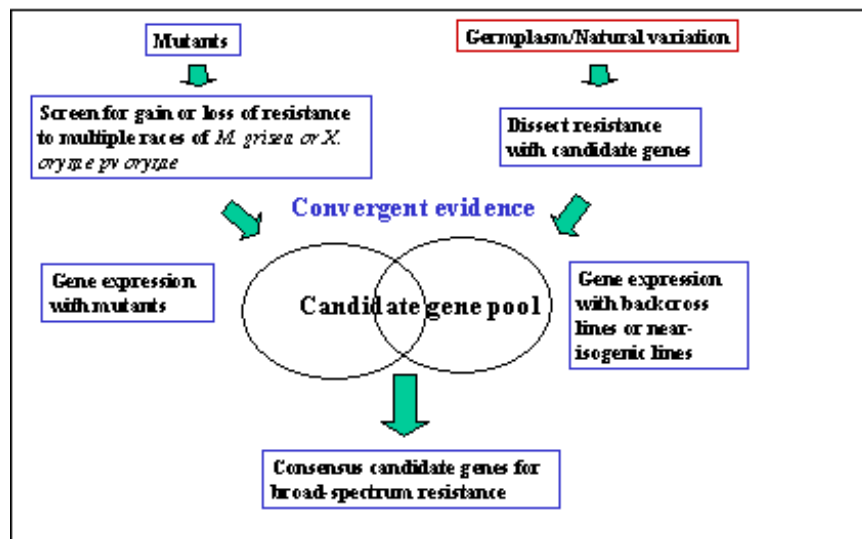 Mutants
Germplasm/Natural variation
Screen for gain or loss of resistance
to multiple races of M. grisea or X.
oryzae pv oryzae
Dissect resistance
with candidate genes
Convergent evidence
Gene expression
with mutants
Candidate gene pool
Gene expression
with backcross
lines or near-
isogenic lines
Consensus candidate genes for
broad-spectrum resistance